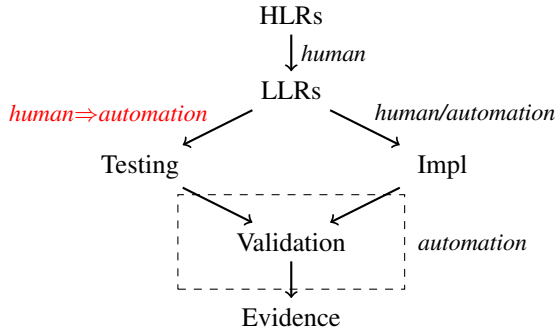 HLRs
human
LLRs
human⇒automation
human/automation
Testing
Impl
Validation
automation
Evidence